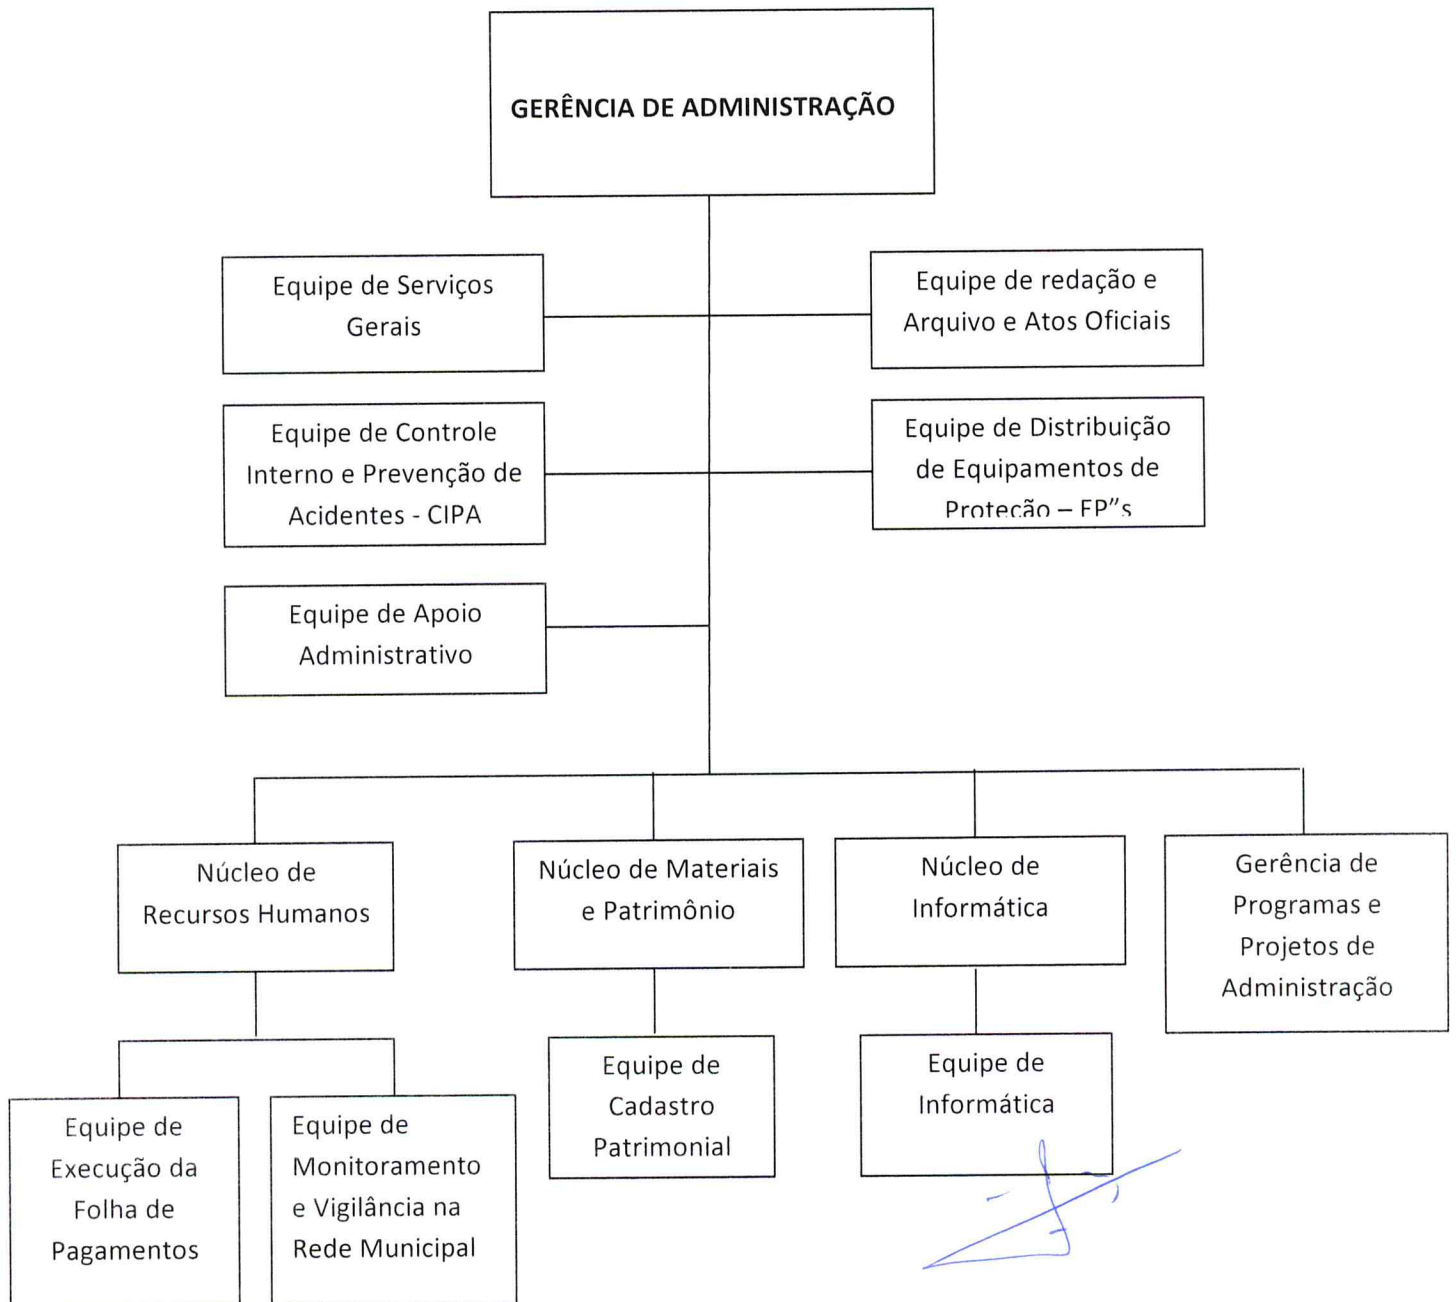 GERÊNCIA DE ADMINISTRAÇÃO
Equipe de Serviços
Gerais
Equipe de redação e
Arquivo e Atos Oficiais
Equipe de Controle
Interno e Prevenção de
Acidentes - CIPA
Equipe de Distribuição
de Equipamentos de
Proteção – EP”s
Equipe de Apoio
Administrativo
Núcleo de
Recursos Humanos
Núcleo de Materiais
e Patrimônio
Núcleo de
Informática
Gerência de
Programas e
Projetos de
Administração
Equipe de
Execução da
Folha de
Pagamentos
Equipe de
Monitoramento
e Vigilância na
Rede Municipal
Equipe de
Cadastro
Patrimonial
Equipe de
Informática